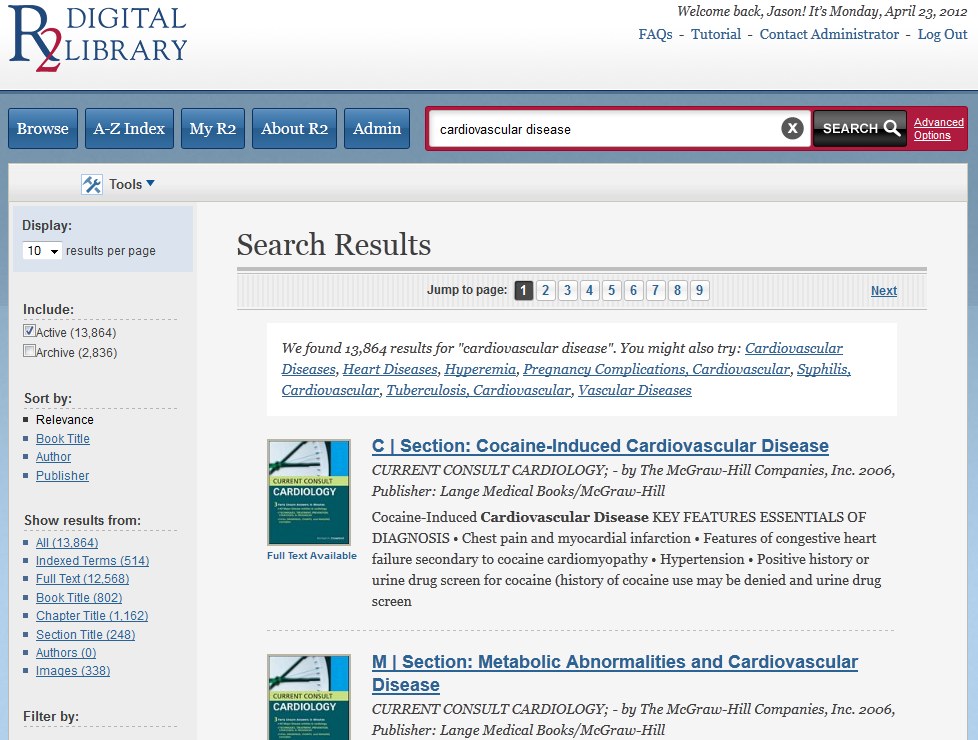 R2 DIGITAL LIBRARY
Welcome back, Jason! It's Monday, April 23, 2012
FAQs - Tutorial - Contact Administrator - Log Out
Browse
A-Z Index
My R2
About R2
Admin
cardiovascular disease
SEARCH
Advanced
Options
Tools
Display:
10 results per page
Include:
Active (13,864)
Archive (2,836)
Sort by:
Relevance
Book Title
Author
Publisher
Show results from:
All (13,864)
Indexed Terms (514)
Full Text (12,568)
Book Title (802)
Chapter Title (1,162)
Section Title (248)
Authors (0)
Images (338)
Filter by:
Search Results
Jump to page: 1 2 3 4 5 6 7 8 9 Next
We found 13,864 results for "cardiovascular disease". You might also try: Cardiovascular
Diseases, Heart Diseases, Hyperemia, Pregnancy Complications, Cardiovascular, Syphilis,
Cardiovascular, Tuberculosis, Cardiovascular, Vascular Diseases
CURRENT CONSULT
CARDIOLOGY
Full Text Available
C | Section: Cocaine-Induced Cardiovascular Disease
CURRENT CONSULT CARDIOLOGY; - by The McGraw-Hill Companies, Inc. 2006,
Publisher: Lange Medical Books/McGraw-Hill
Cocaine-Induced Cardiovascular Disease KEY FEATURES ESSENTIALS OF
DIAGNOSIS • Chest pain and myocardial infarction • Features of congestive heart
failure secondary to cocaine cardiomyopathy • Hypertension • Positive history or
urine drug screen for cocaine (history of cocaine use may be denied and urine drug
screen
CURRENT CONSULT
CARDIOLOGY
M | Section: Metabolic Abnormalities and Cardiovascular
Disease
CURRENT CONSULT CARDIOLOGY; - by The McGraw-Hill Companies, Inc. 2006,
Publisher: Lange Medical Books/McGraw-Hill